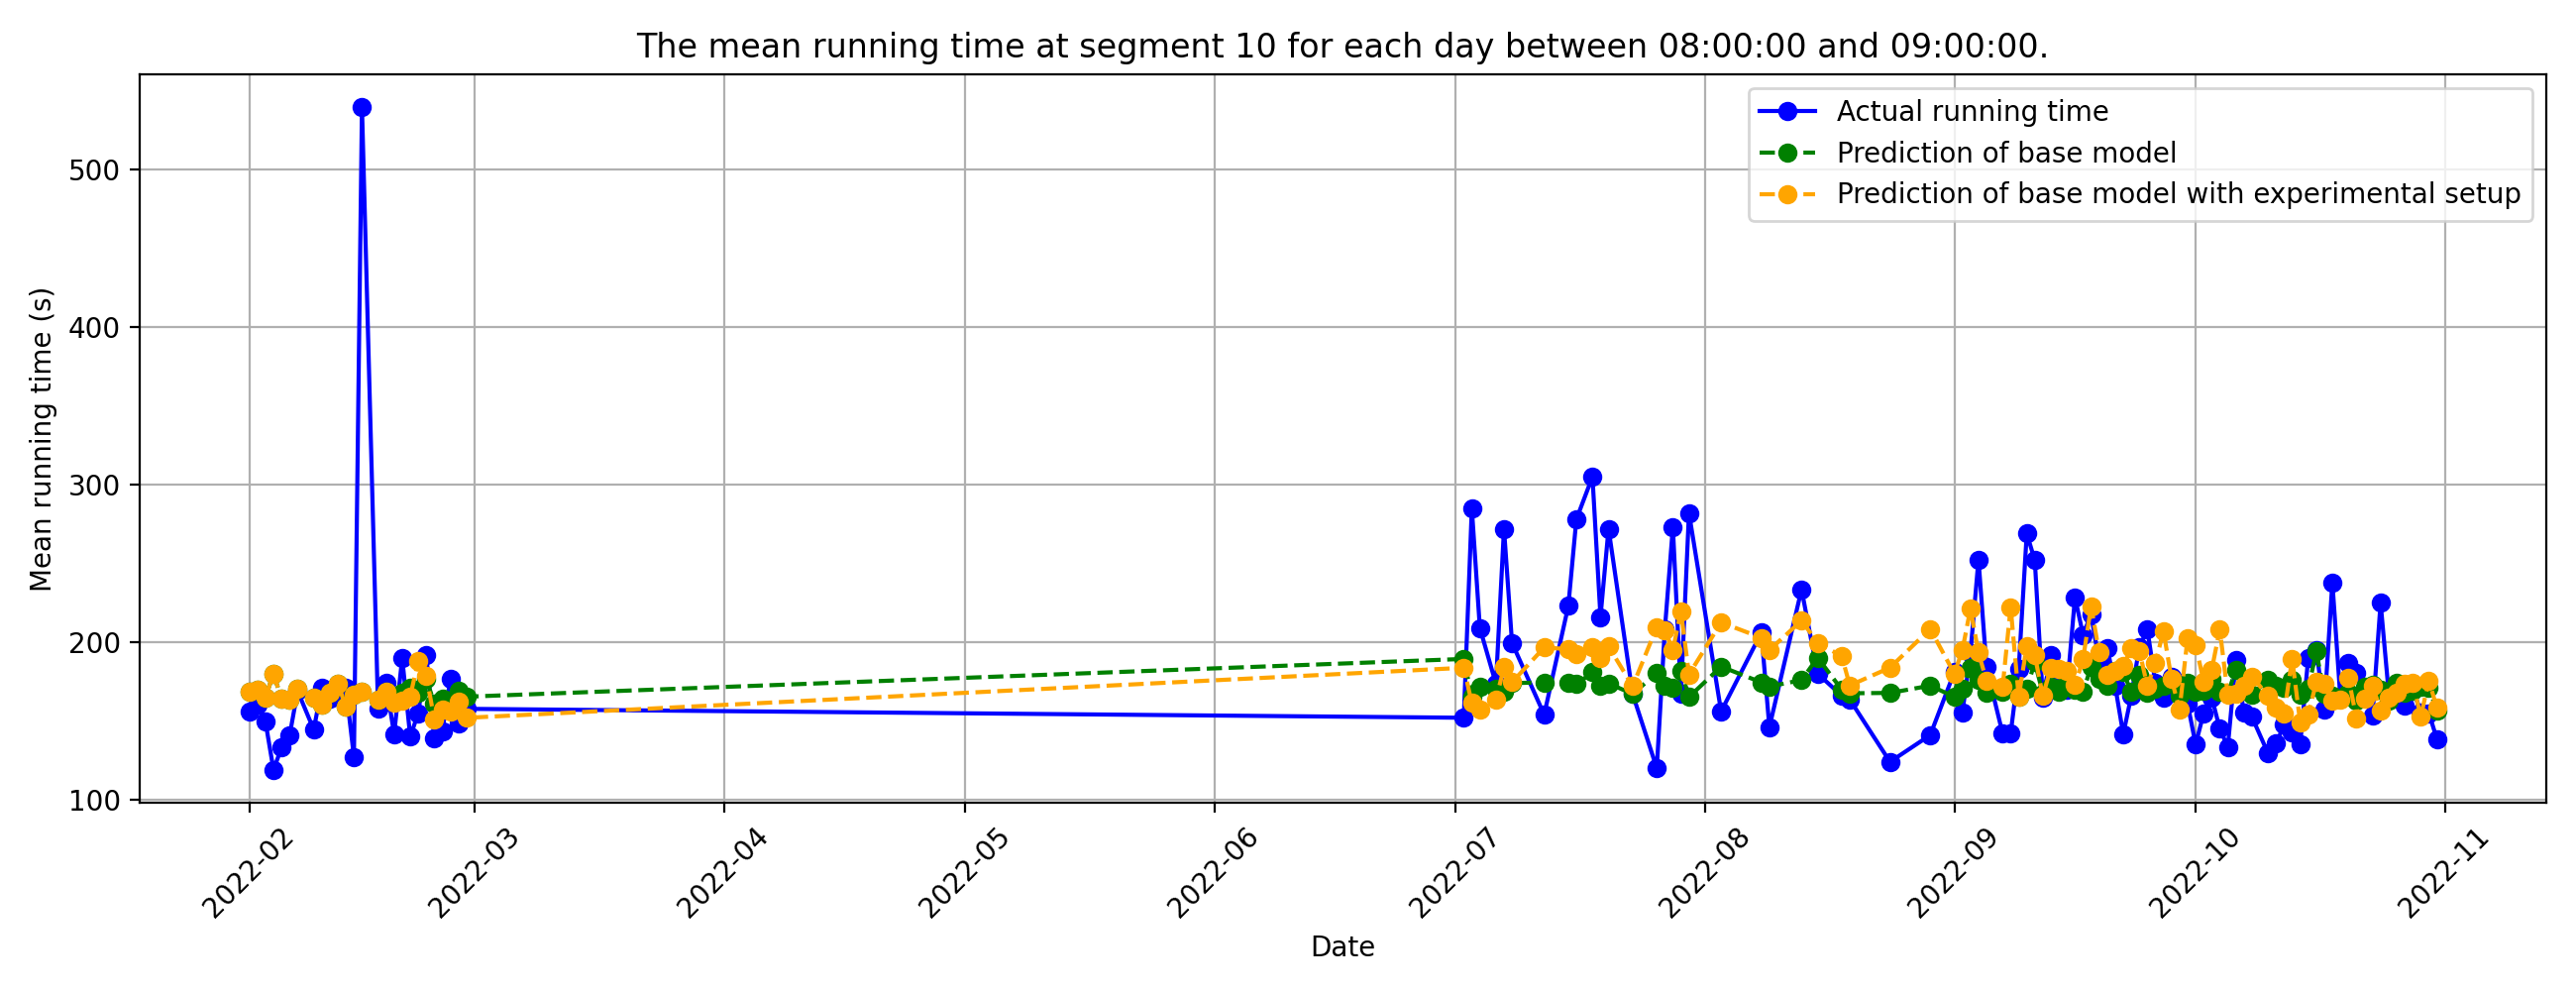 The mean running time at segment 10 for each day between 08:00:00 and 09:00:00.
Actual running time
Prediction of base model
Prediction of base model with experimental setup
Mean running time (s)
500
400
300
200
100
2022-02
2022-03
2022-04
2022-05
2022-06
2022-07
2022-08
2022-09
2022-10
2022-11
Date